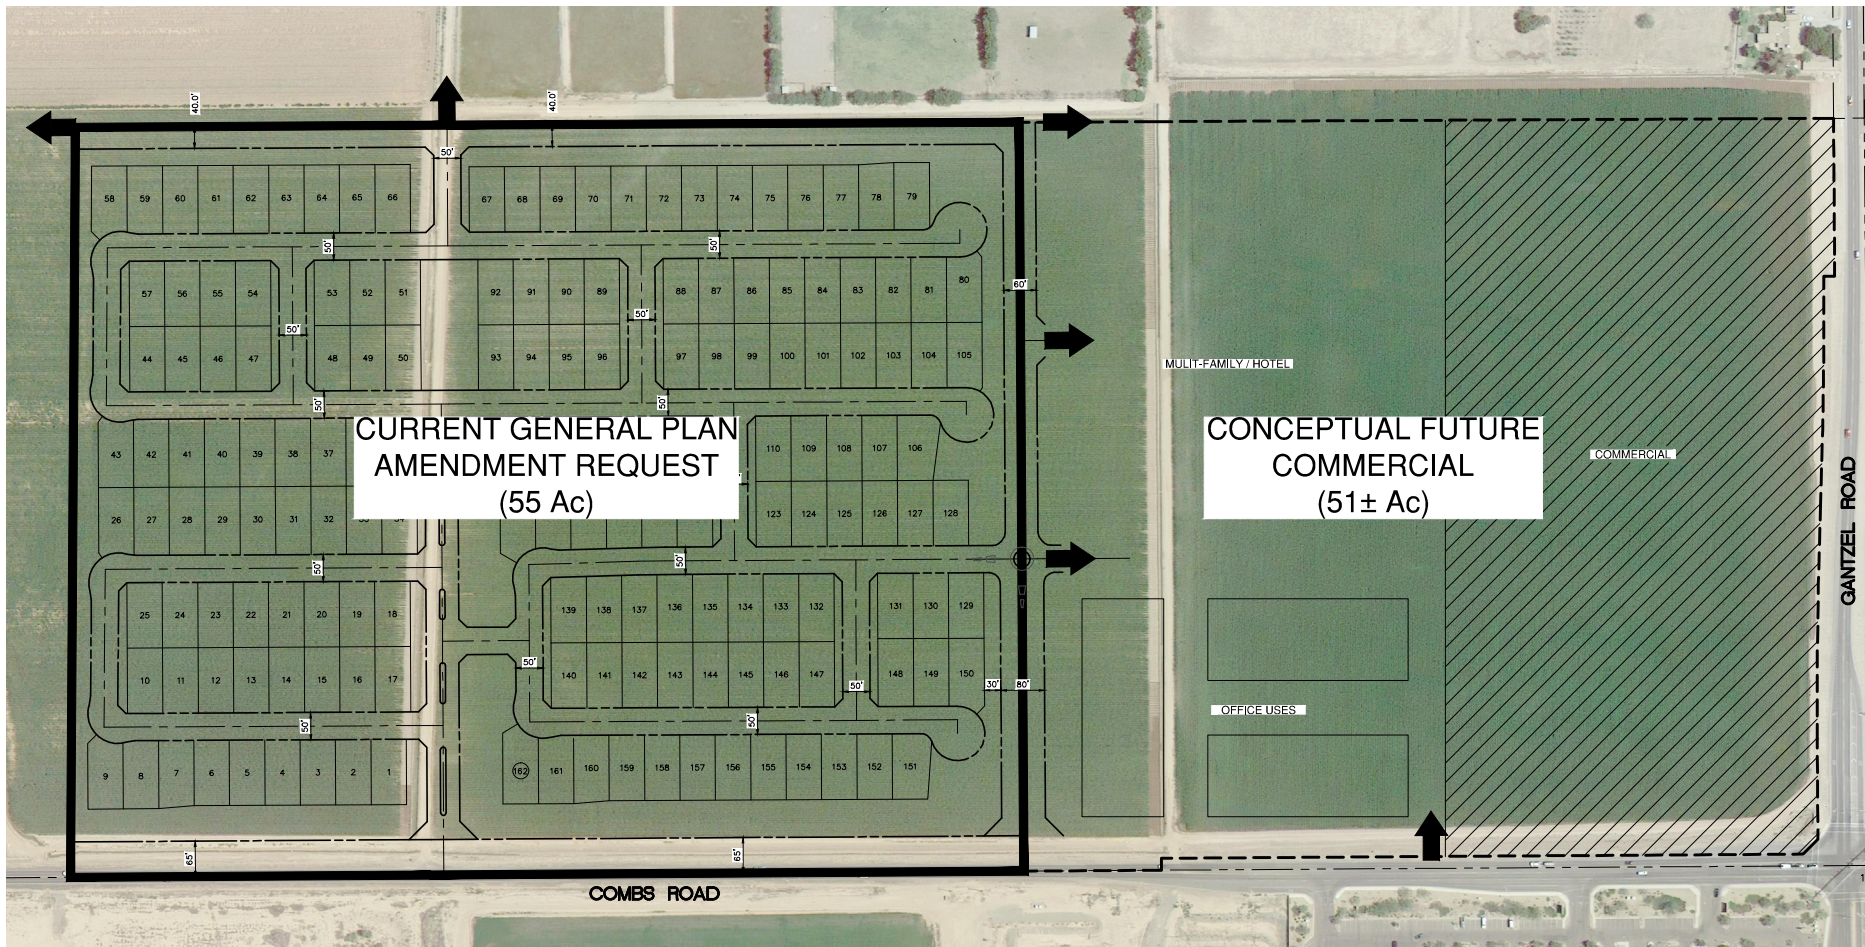 40.0'
40.0'
50'
58 59 60 61 62 63 64 65 66
67 68 69 70 71 72 73 74 75 76 77 78 79
50'
50'
57 56 55 54
53 52 51
92 91 90 89
88 87 86 85 84 83 82 81 80
60'
50'
50'
44 45 46 47
48 49 50
93 94 95 96
97 98 99 100 101 102 103 104 105
MULIT-FAMILY / HOTEL
50'
50'
43 42 41 40 39 38 37
CURRENT GENERAL PLAN
AMENDMENT REQUEST
(55 Ac)
110 109 108 107 106
CONCEPTUAL FUTURE
COMMERCIAL
(51± Ac)
COMMERCIAL
GANTZEL ROAD
26 27 28 29 30 31 32
123 124 125 126 127 128
50'
50'
25 24 23 22 21 20 19 18
139 138 137 136 135 134 133 132
131 130 129
10 11 12 13 14 15 16 17
50'
140 141 142 143 144 145 146 147
50'
148 149 150
30'
80'
OFFICE USES
50'
50'
9 8 7 6 5 4 3 2 1
162 161 160 159 158 157 156 155 154 153 152 151
65'
65'
COMBS ROAD
1